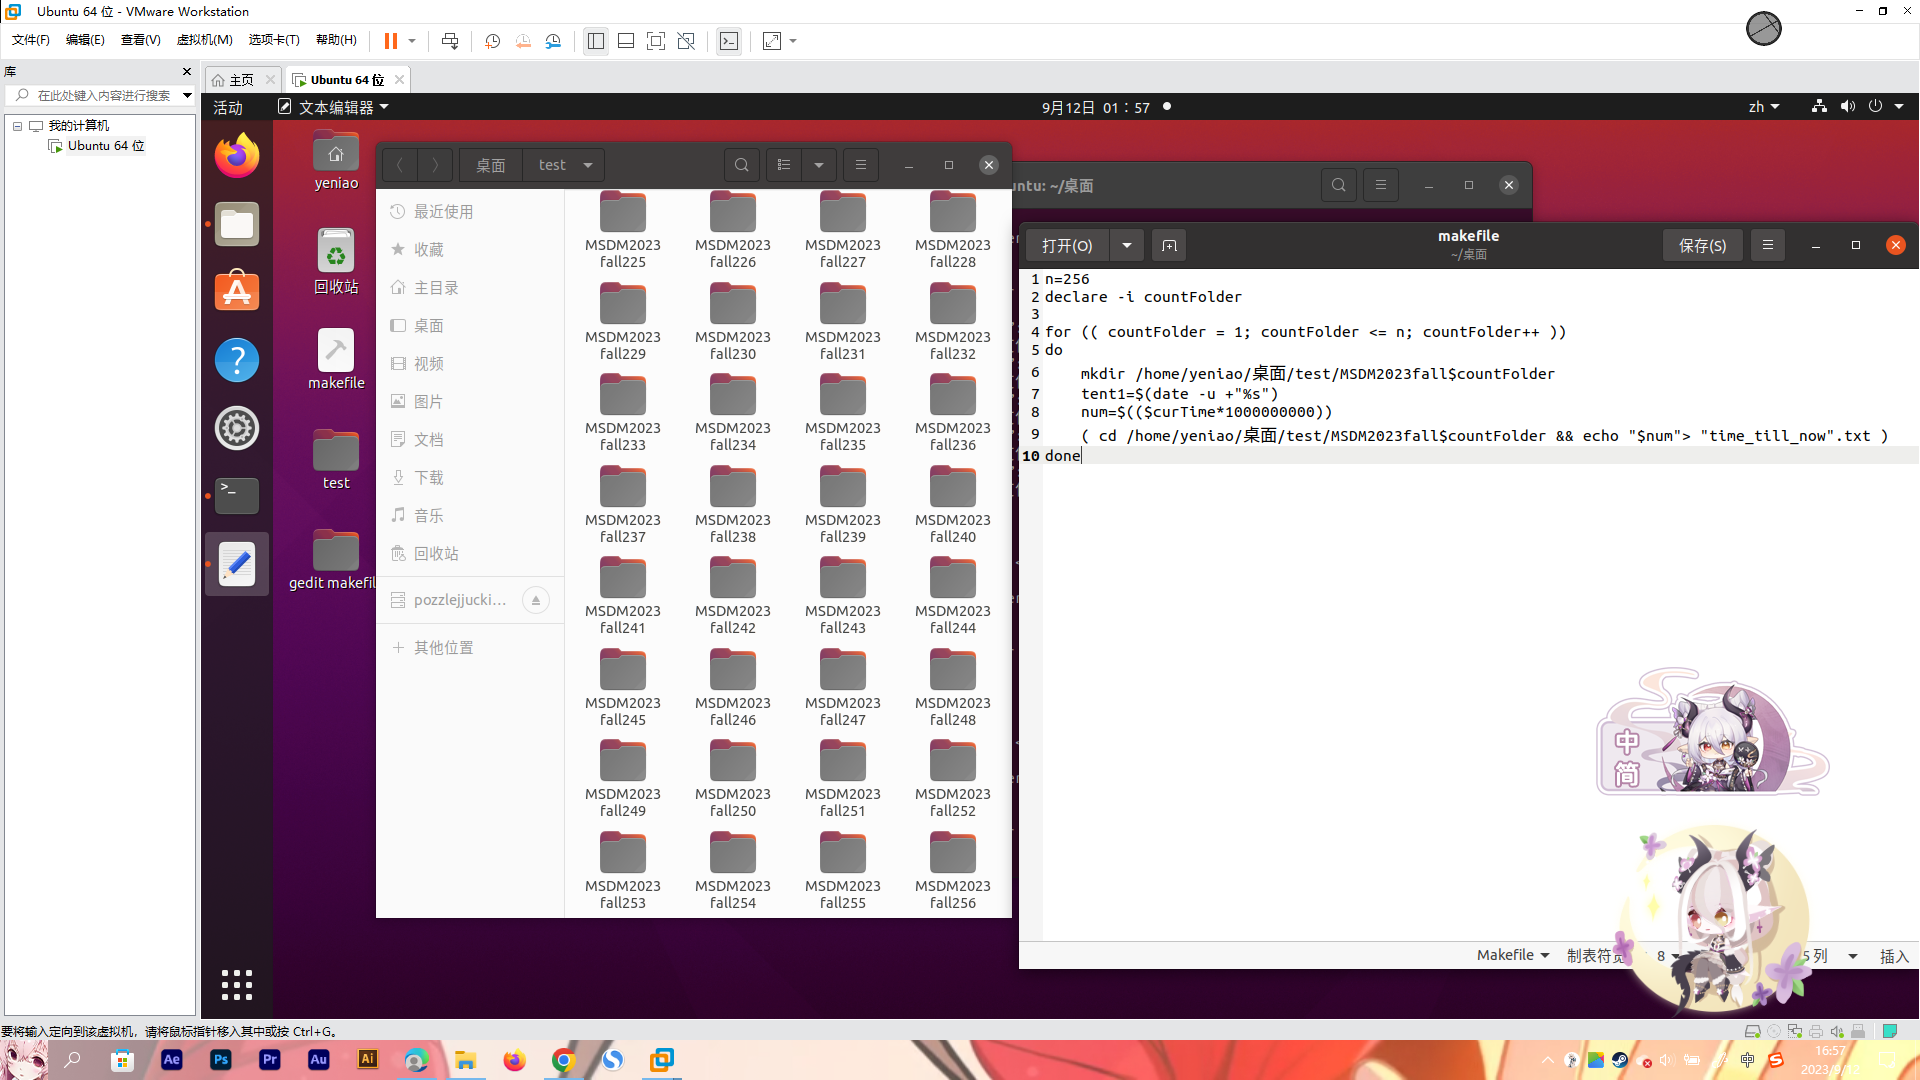 Ubuntu 64 位 - VMware Workstation
文件(F) 编辑(E) 查看(V) 虚拟机(M) 选项卡(T) 帮助(H)
库
在此处键入内容进行搜索
我的计算机
Ubuntu 64 位
主页
Ubuntu 64 位
活动
文本编辑器
9月12日 01：57
zh
yeniao
回收站
makefile
test
gedit makefil
桌面
test
最近使用
收藏
主目录
桌面
视频
图片
文档
下载
音乐
回收站
pozzlejjucki...
其他位置
MSDM2023 MSDM2023 MSDM2023 MSDM2023
fall225 fall226 fall227 fall228
MSDM2023 MSDM2023 MSDM2023 MSDM2023
fall229 fall230 fall231 fall232
MSDM2023 MSDM2023 MSDM2023 MSDM2023
fall233 fall234 fall235 fall236
MSDM2023 MSDM2023 MSDM2023 MSDM2023
fall237 fall238 fall239 fall240
MSDM2023 MSDM2023 MSDM2023 MSDM2023
fall241 fall242 fall243 fall244
MSDM2023 MSDM2023 MSDM2023 MSDM2023
fall245 fall246 fall247 fall248
MSDM2023 MSDM2023 MSDM2023 MSDM2023
fall249 fall250 fall251 fall252
MSDM2023 MSDM2023 MSDM2023 MSDM2023
fall253 fall254 fall255 fall256
untu: ~/桌面
打开(O)
makefile
~/桌面
保存(S)
1 n=256
2 declare -i countFolder
3
4 for (( countFolder = 1; countFolder <= n; countFolder++ ))
5 do
6     mkdir /home/yeniao/桌面/test/MSDM2023fall$countFolder
7     tent1=$(date -u +"%s")
8     num=$(($curTime*1000000000))
9     ( cd /home/yeniao/桌面/test/MSDM2023fall$countFolder && echo "$num"> "time_till_now".txt )
10 done
中
简
Makefile 制表符宽 8 5 列 插入
要将输入定向到该虚拟机，请将鼠标指针移入其中或按 Ctrl+G。
Ae Ps Pr Au Ai
中
16:57
2023/9/12